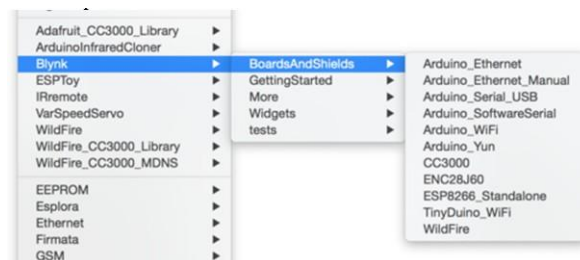 Adafruit_CC3000_Library
ArduinoInfraredCloner
Blynk
ESPToy
IRremote
VarSpeedServo
WildFire
WildFire_CC3000_Library
WildFire_CC3000_MDNS
EEPROM
Esplora
Ethernet
Firmata
GSM
BoardsAndShields
GettingStarted
More
Widgets
tests
Arduino_Ethernet
Arduino_Ethernet_Manual
Arduino_Serial_USB
Arduino_SoftwareSerial
Arduino_WiFi
Arduino_Yun
CC3000
ENC28J60
ESP8266_Standalone
TinyDuino_WiFi
WildFire